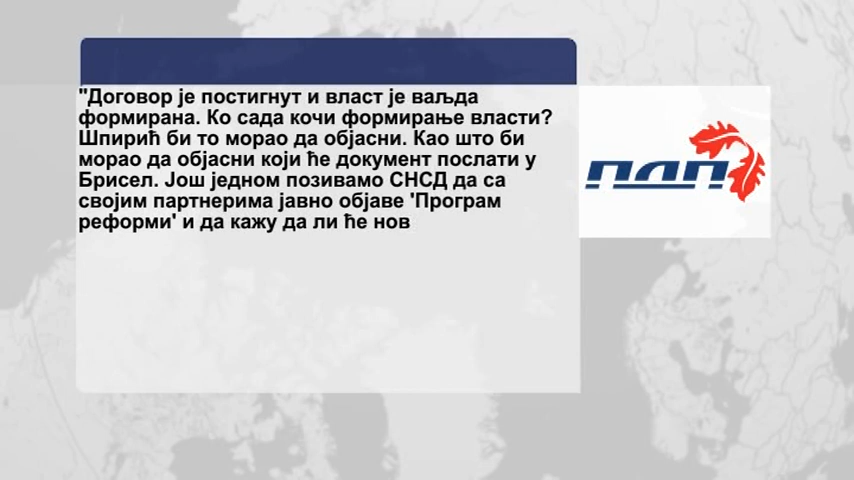 "Договор је постигнут и власт је ваљда
формирана. Ко сада кочи формирање власти?
Шпирић би то морао да објасни. Као што би
морао да објасни који ће документ послати у
Брисел. Још једном позивамо СНСД да са
својим партнерима јавно објаве 'Програм
реформи' и да кажу да ли ће нов
ПДП